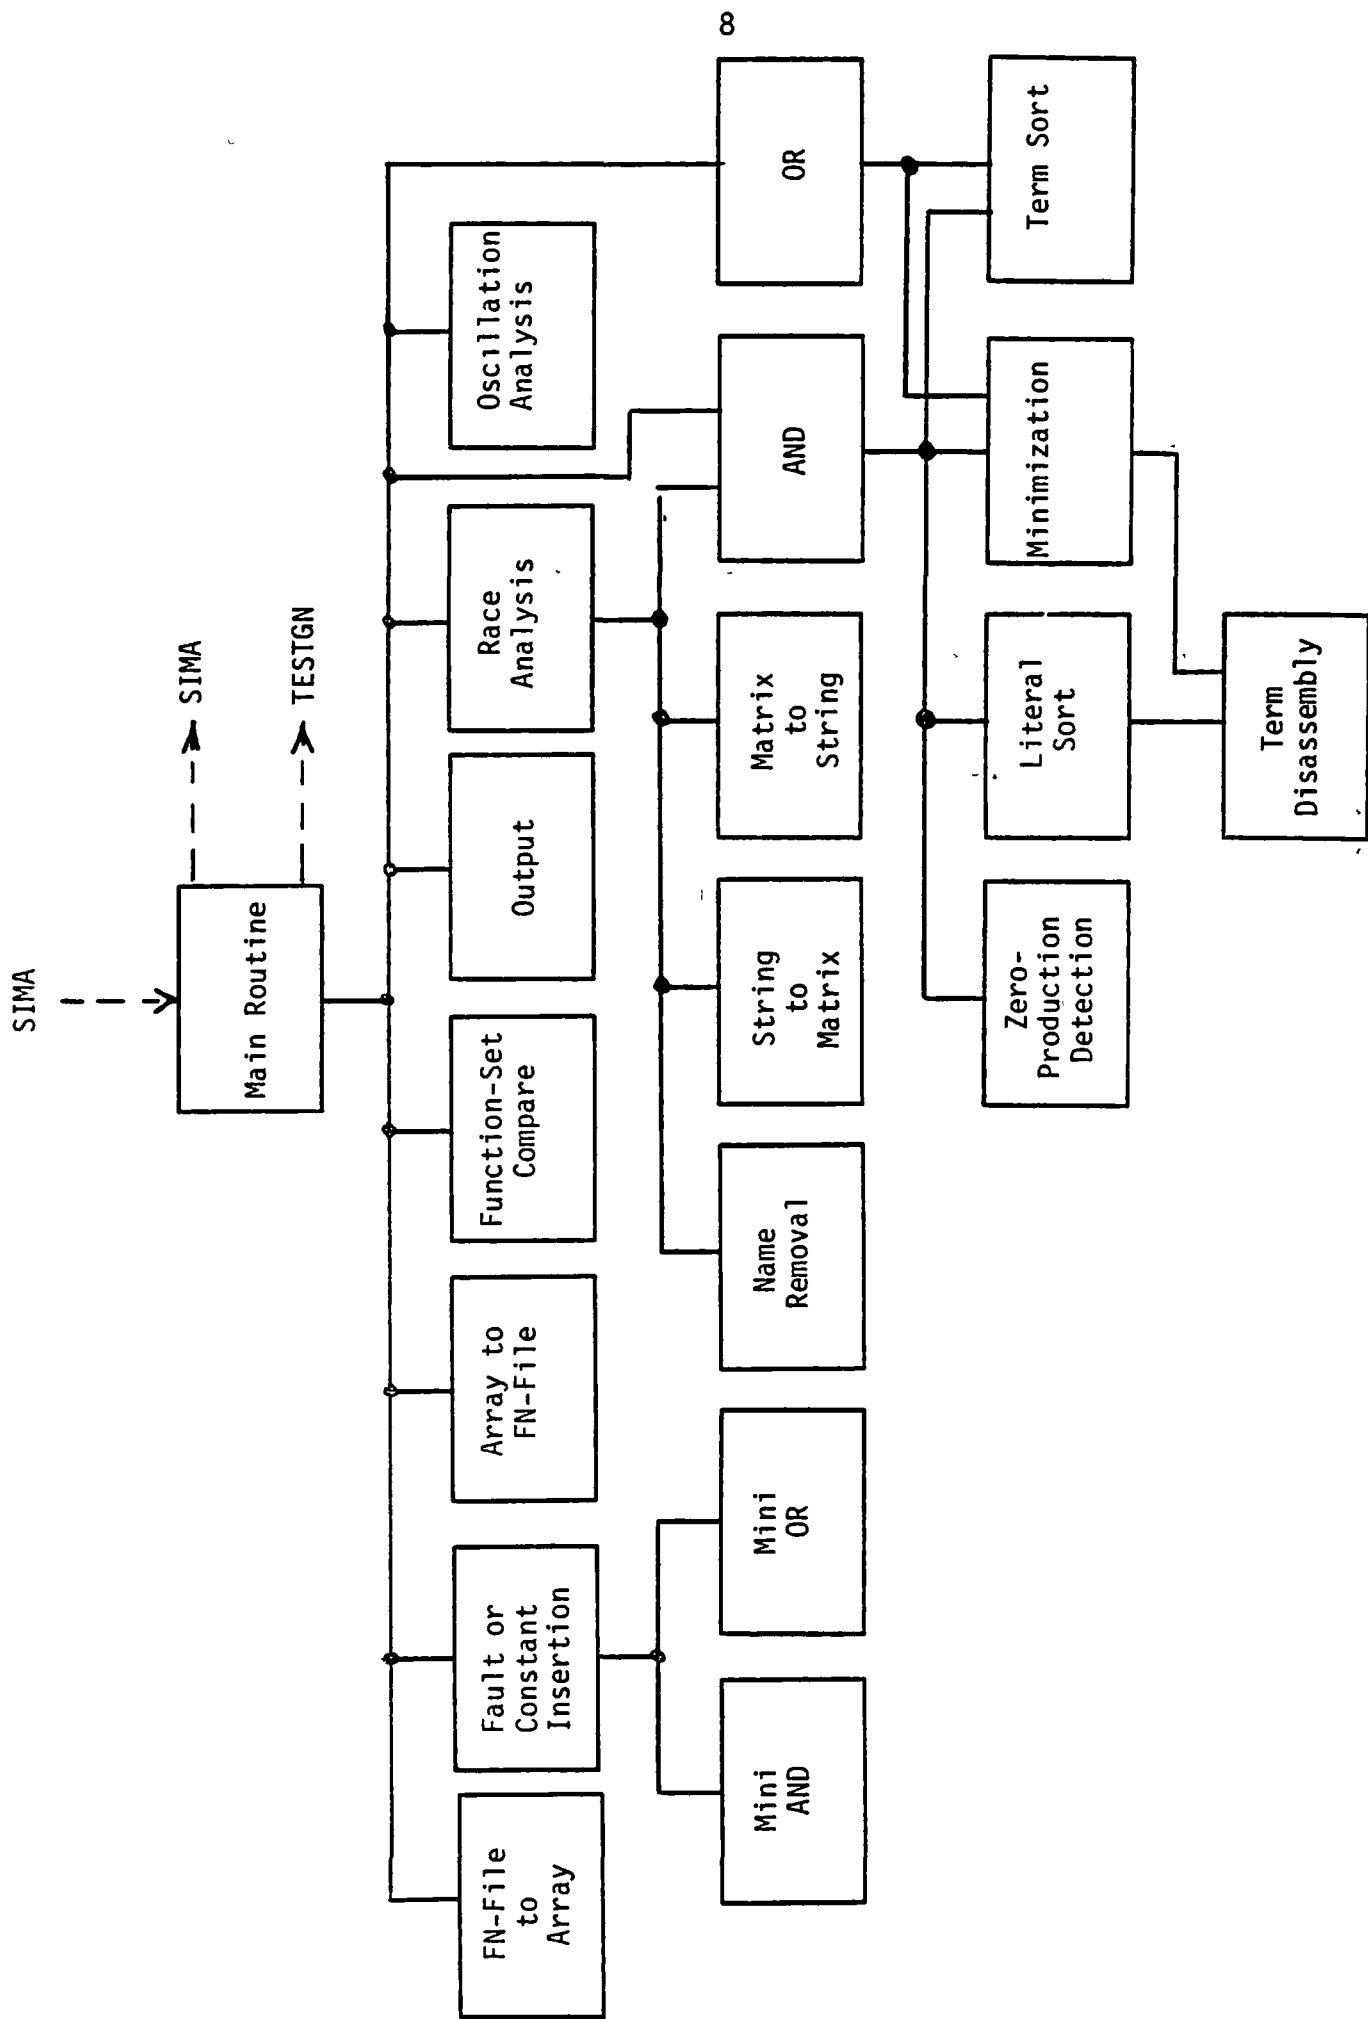 8
SIMA
Main Routine
SIMA
TESTGN
FN-File
to
Array
Fault or
Constant
Insertion
Array to
FN-File
Function-Set
Compare
Output
Race
Analysis
Oscillation
Analysis
Mini
AND
Mini
OR
Name
Removal
String
to
Matrix
Matrix
to
String
AND
OR
Zero-
Production
Detection
Literal
Sort
Minimization
Term Sort
Term
Disassembly